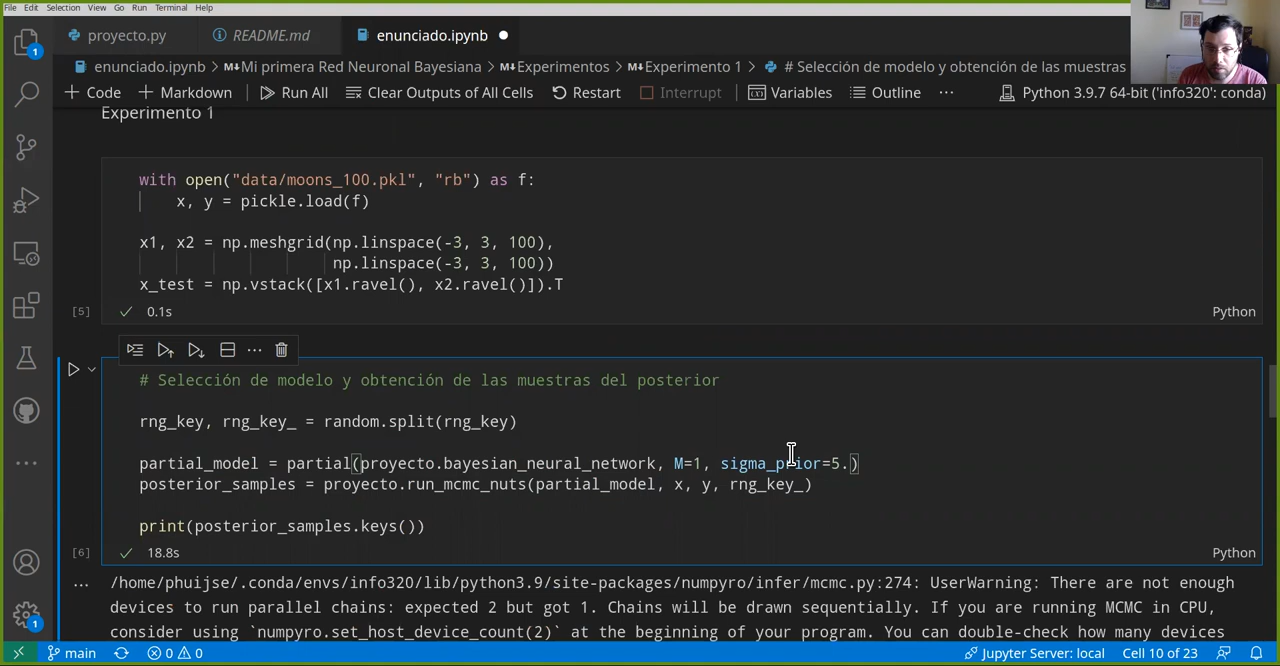 File Edit Selection View Go Run Terminal Help
proyecto.py README.md enunciado.ipynb
enunciado.ipynb > Mi primera Red Neuronal Bayesiana > Experimentos > Experimento 1 > # Selección de modelo y obtención de las muestras
+ Code + Markdown Run All Clear Outputs of All Cells Restart Interrupt Variables Outline ... Python 3.9.7 64-bit ('info320': conda)
Experimento 1
with open("data/moons_100.pkl", "rb") as f:
x, y = pickle.load(f)
x1, x2 = np.meshgrid(np.linspace(-3, 3, 100),
np.linspace(-3, 3, 100))
x_test = np.vstack([x1.ravel(), x2.ravel()]).T
[5] 0.1s Python
# Selección de modelo y obtención de las muestras del posterior
rng_key, rng_key_ = random.split(rng_key)
partial_model = partial(proyecto.bayesian_neural_network, M=1, sigma_prior=5.)
posterior_samples = proyecto.run_mcmc_nuts(partial_model, x, y, rng_key_)
print(posterior_samples.keys())
[6] 18.8s Python
... /home/phuijse/.conda/envs/info320/lib/python3.9/site-packages/numpyro/infer/mcmc.py:274: UserWarning: There are not enough
devices to run parallel chains: expected 2 but got 1. Chains will be drawn sequentially. If you are running MCMC in CPU,
consider using `numpyro.set_host_device_count(2)` at the beginning of your program. You can double-check how many devices
1
1
main 0 0 Jupyter Server: local Cell 10 of 23